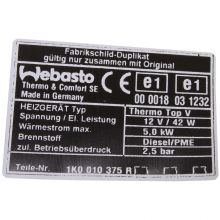 Fabrikschild-Duplikat
gültig nur zusammen mit Original
Webasto
Thermo & Comfort SE
Made in Germany
e1 e1
00 0018 03 1232
HEIZGERÄT Typ Thermo Top V
Spannung / El. Leistung 12 V / 42 W
Wärmestrom max. 5,0 kW
Brennstoff Diesel/PME
zul. Betriebsüberdruck 2,5 bar
Teile-Nr. 1K0 010 375 R